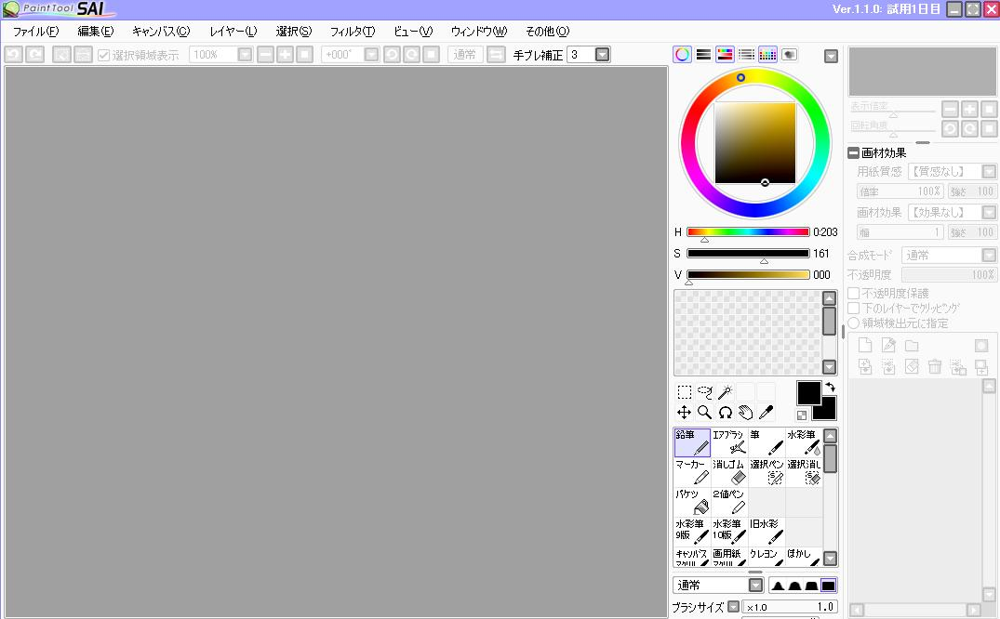 PaintTool SAI
Ver.1.1.0: 試用1日目
ファイル(F) 編集(E) キャンバス(C) レイヤー(L) 選択(S) フィルタ(T) ビュー(V) ウィンドウ(W) その他(O)
選択領域表示 100% +000° 通常 手ブレ補正 3
表示倍率
回転角度
画材効果
用紙質感 【質感なし】
倍率 100% 強さ 100
画材効果 【効果なし】
幅 1 強さ 100
合成モード 通常
不透明度 100%
不透明度保護
下のレイヤーでクリッピング
領域検出元に指定
H 0:203
S 161
V 000
鉛筆 エアブラシ 筆 水彩筆
マーカー 消しゴム 選択ペン 選択消し
バケツ 2値ペン
水彩筆 水彩筆 旧水彩
9版 10版
キャンバス 画用紙 クレヨン ぼかし
通常
ブラシサイズ x1.0 1.0